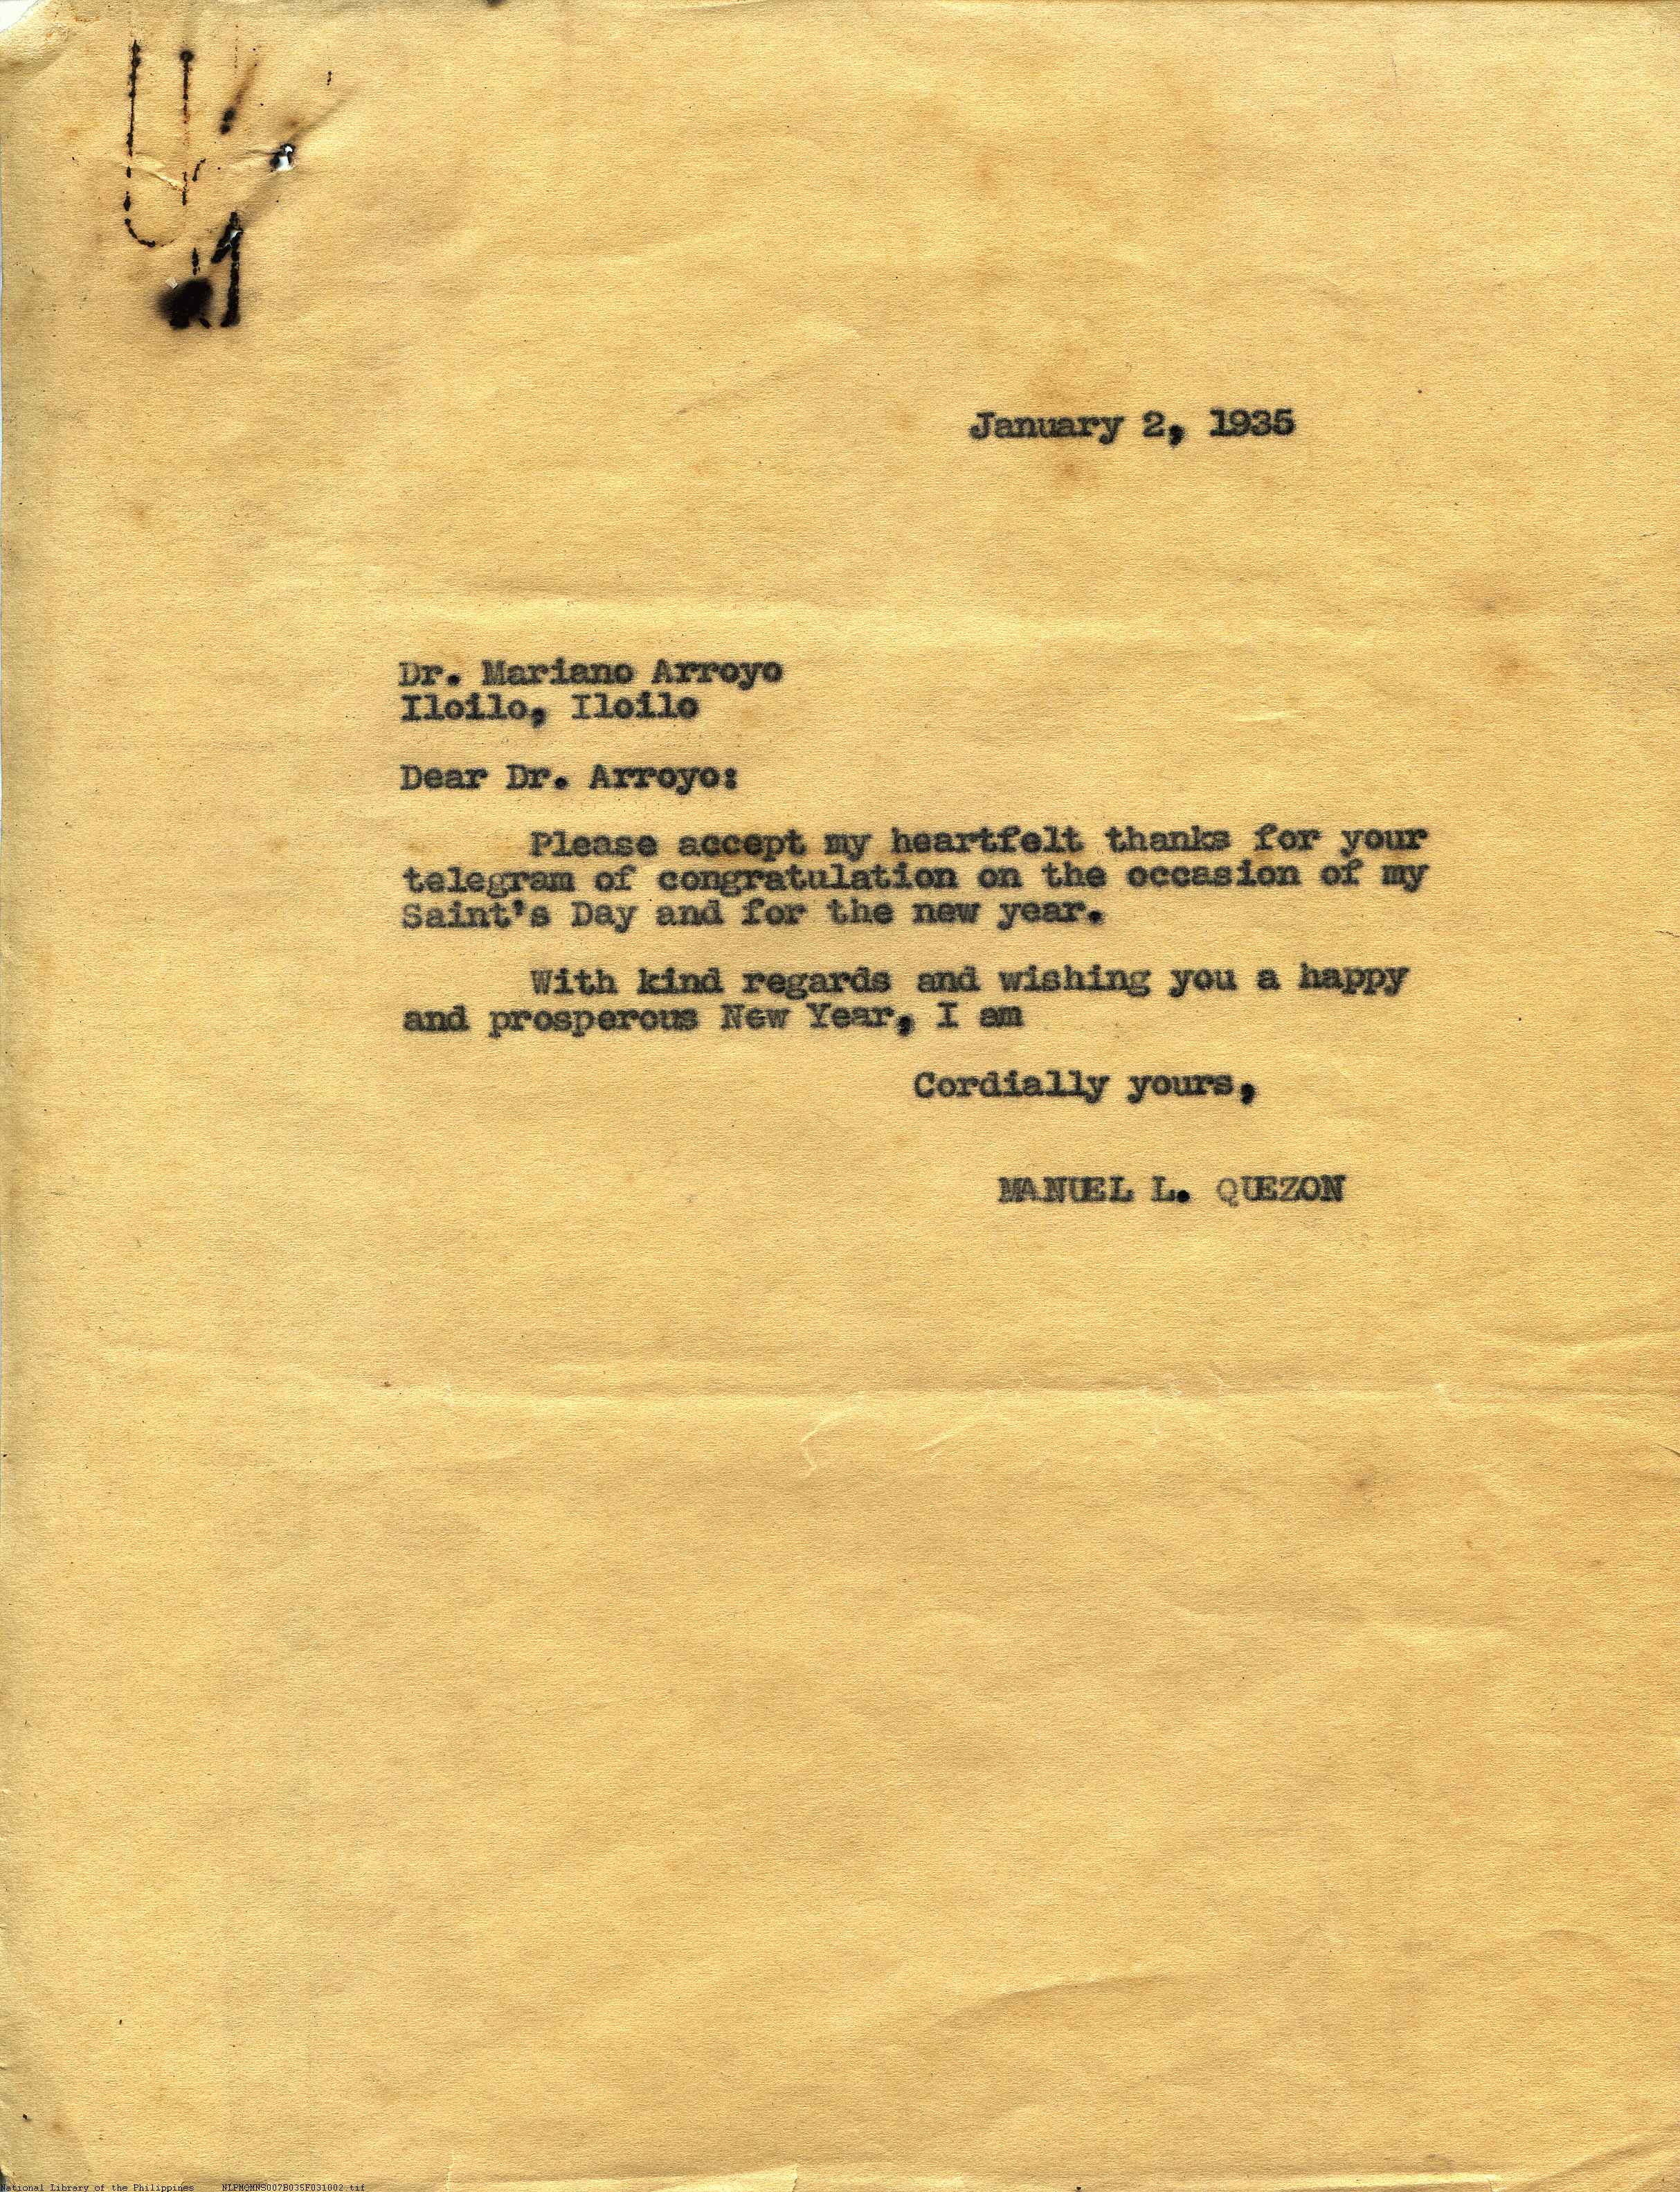 January 2, 1935
Dr. Mariano Arroyo
Iloilo, Iloilo
Dear Dr. Arroyo:
Please accept my heartfelt thanks for your
telegram of congratulation on the occasion of my
Saint's Day and for the new year.
With kind regards and wishing you a happy
and prosperous New Year, I am
Cordially yours,
MANUEL L. QUEZON
National Library of the Philippines NLPMQMNS007B035F031002.tif